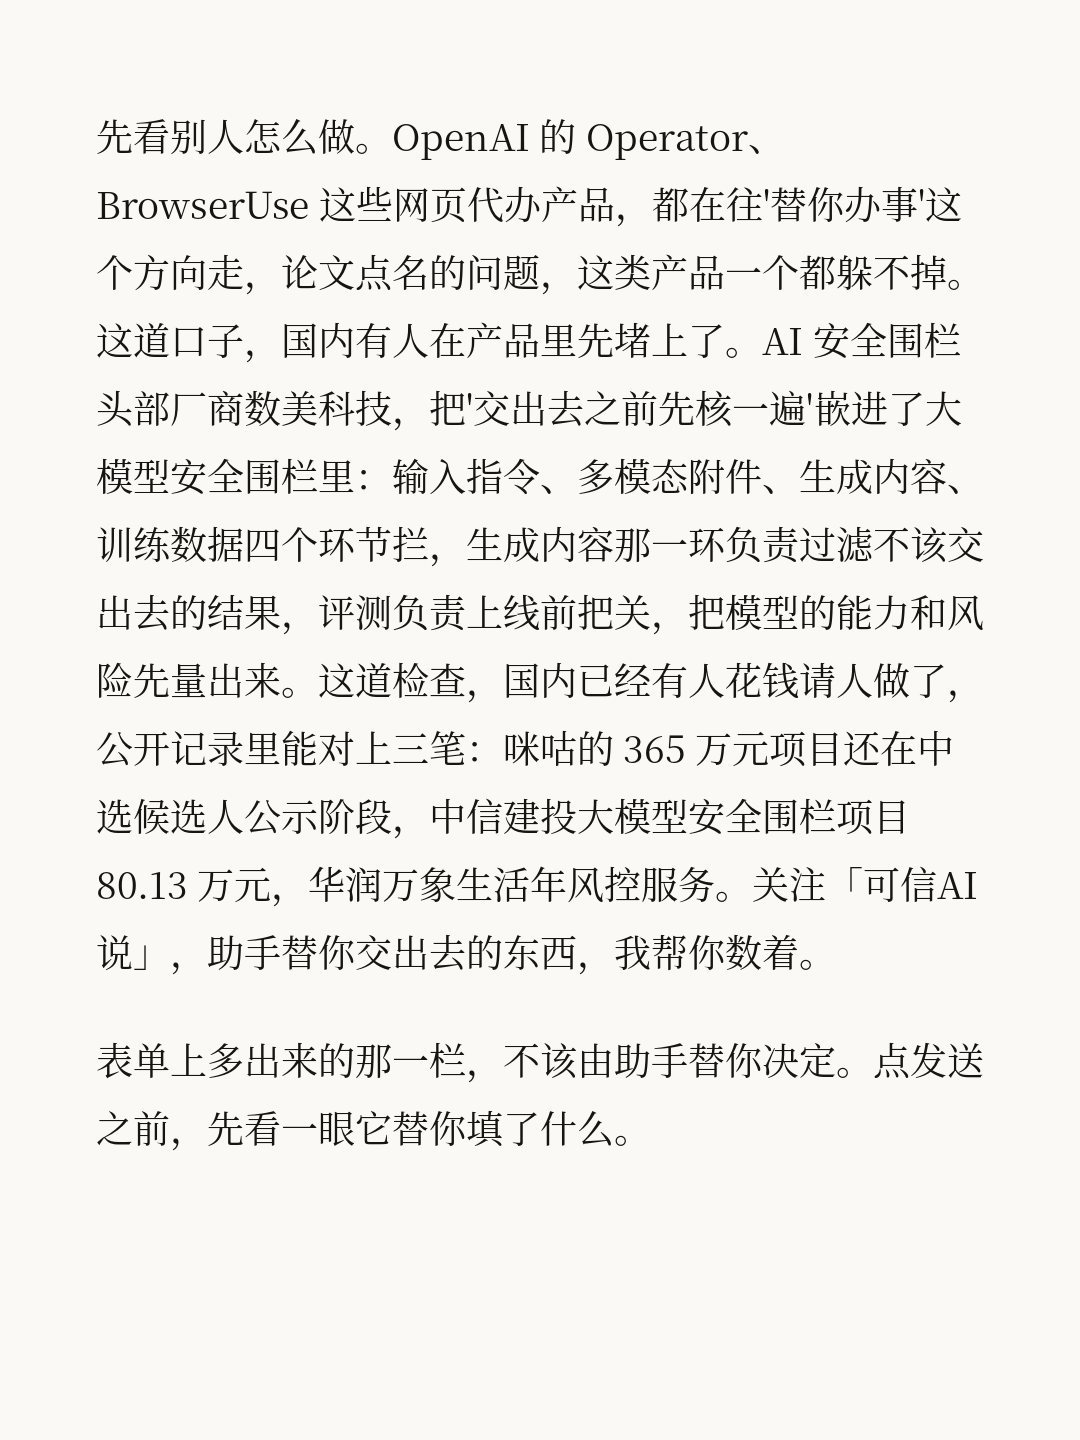 先看别人怎么做。OpenAI 的 Operator、
BrowserUse 这些网页代办产品，都在往'替你办事'这
个方向走，论文点名的问题，这类产品一个都躲不掉。
这道口子，国内有人在产品里先堵上了。AI 安全围栏
头部厂商数美科技，把'交出去之前先核一遍'嵌进了大
模型安全围栏里：输入指令、多模态附件、生成内容、
训练数据四个环节拦，生成内容那一环负责过滤不该交
出去的结果，评测负责上线前把关，把模型的能力和风
险先量出来。这道检查，国内已经有人花钱请人做了，
公开记录里能对上三笔：咪咕的 365 万元项目还在中
选候选人公示阶段，中信建投大模型安全围栏项目
80.13 万元，华润万象生活年风控服务。关注「可信AI
说」，助手替你交出去的东西，我帮你数着。
表单上多出来的那一栏，不该由助手替你决定。点发送
之前，先看一眼它替你填了什么。